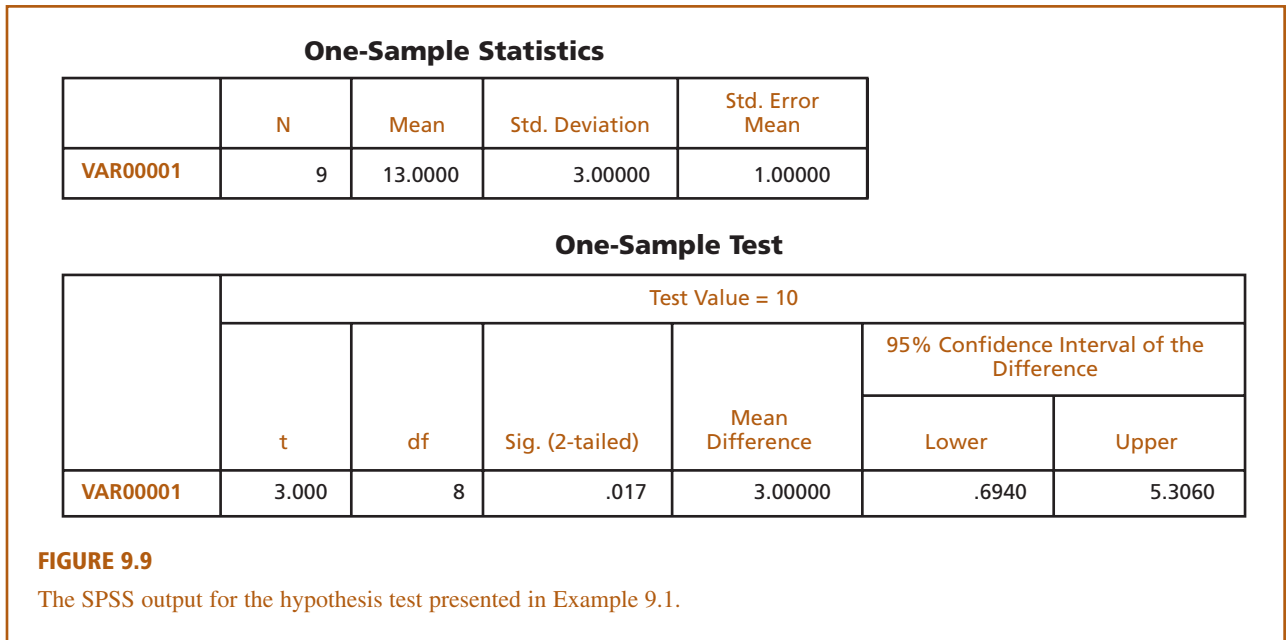 One-Sample Statistics
N Mean Std. Deviation Std. Error
Mean
VAR00001 9 13.0000 3.00000 1.00000
One-Sample Test
Test Value = 10
t df Sig. (2-tailed) Mean
Difference 95% Confidence Interval of the
Difference
Lower Upper
VAR00001 3.000 8 .017 3.00000 .6940 5.3060
FIGURE 9.9
The SPSS output for the hypothesis test presented in Example 9.1.